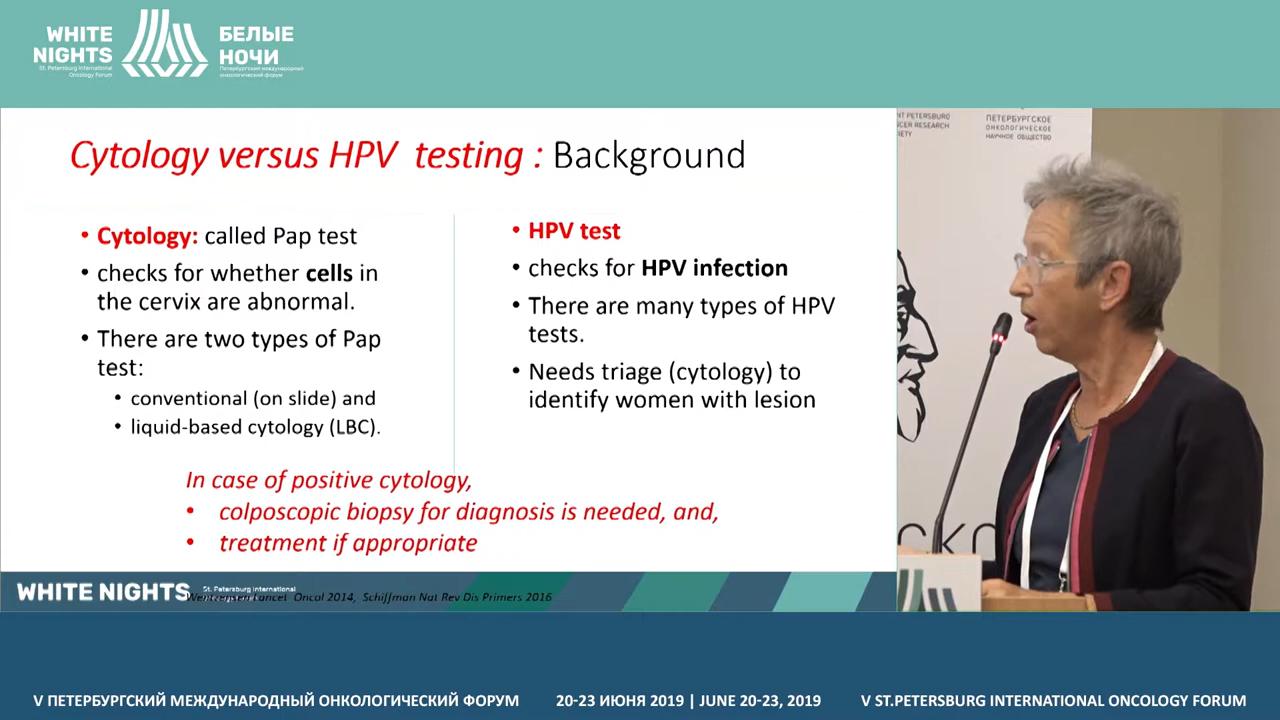 WHITE
NIGHTS
St. Petersburg International
Oncology Forum
БЕЛЫЕ
НОЧИ
Петербургский международный
онкологический форум
Cytology versus HPV testing : Background
• Cytology: called Pap test
• checks for whether cells in
the cervix are abnormal.
• There are two types of Pap
test:
• conventional (on slide) and
• liquid-based cytology (LBC).
• HPV test
• checks for HPV infection
• There are many types of HPV
tests.
• Needs triage (cytology) to
identify women with lesion
In case of positive cytology,
• colposcopic biopsy for diagnosis is needed, and,
• treatment if appropriate
WHITE NIGHTS
St. Petersburg International
Lancet Oncol 2014, Schiffman Nat Rev Dis Primers 2016
PETERSBURG
RESEARCH
ПЕТЕРБУРГСКОЕ
ОНКОЛОГИЧЕСКОЕ
НАУЧНОЕ ОБЩЕСТВО
V ПЕТЕРБУРГСКИЙ МЕЖДУНАРОДНЫЙ ОНКОЛОГИЧЕСКИЙ ФОРУМ
20-23 ИЮНЯ 2019 | JUNE 20-23, 2019
V ST.PETERSBURG INTERNATIONAL ONCOLOGY FORUM